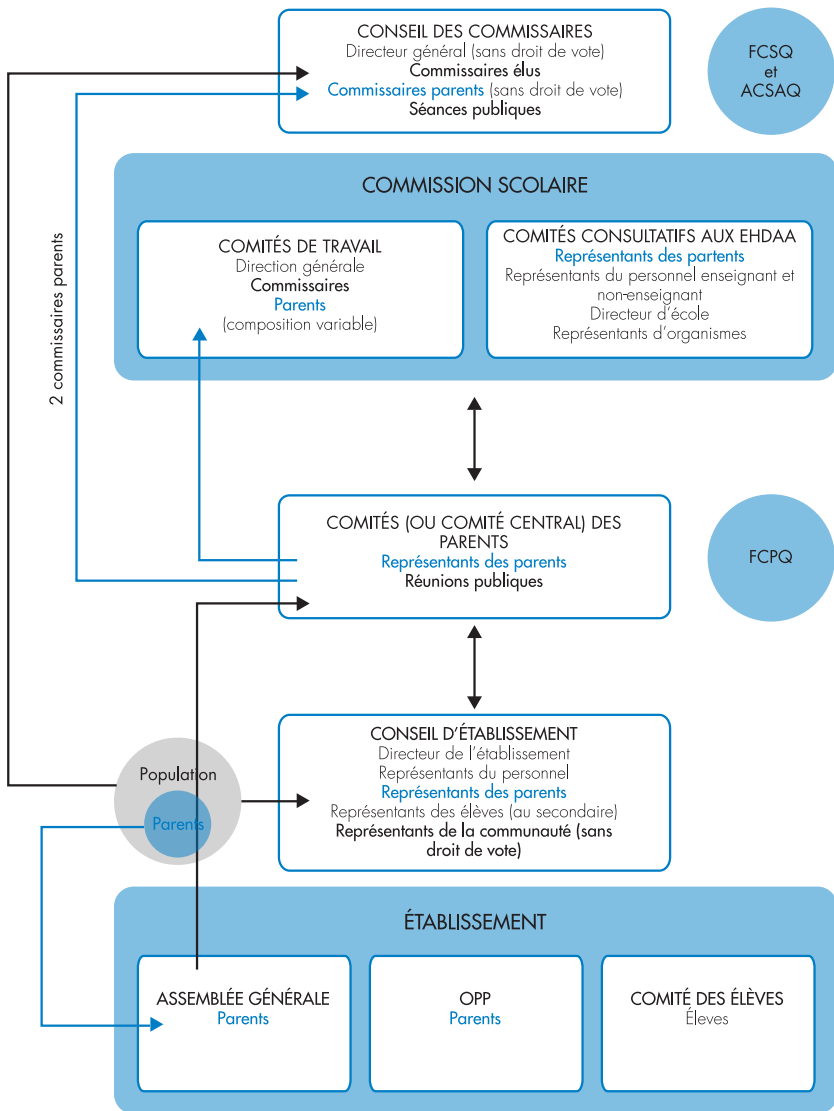 CONSEIL DES COMMISSAIRES
Directeur général (sans droit de vote)
Commissaires élus
Commissaires parents (sans droit de vote)
Séances publiques
FCSQ
et
ACSAQ
2 commissaires parents
COMMISSION SCOLAIRE
COMITÉS DE TRAVAIL
Direction générale
Commissaires
Parents
(composition variable)
COMITÉS CONSULTATIFS AUX EHDAA
Représentants des partents
Représentants du personnel enseignant et
non-enseignant
Directeur d'école
Représentants d'organismes
COMITÉS (OU COMITÉ CENTRAL) DES
PARENTS
Représentants des parents
Réunions publiques
FCPQ
Population
Parents
CONSEIL D'ÉTABLISSEMENT
Directeur de l'établissement
Représentants du personnel
Représentants des parents
Représentants des élèves (au secondaire)
Représentants de la communauté (sans
droit de vote)
ÉTABLISSEMENT
ASSEMBLÉE GÉNÉRALE
Parents
OPP
Parents
COMITÉ DES ÉLÈVES
Éleves